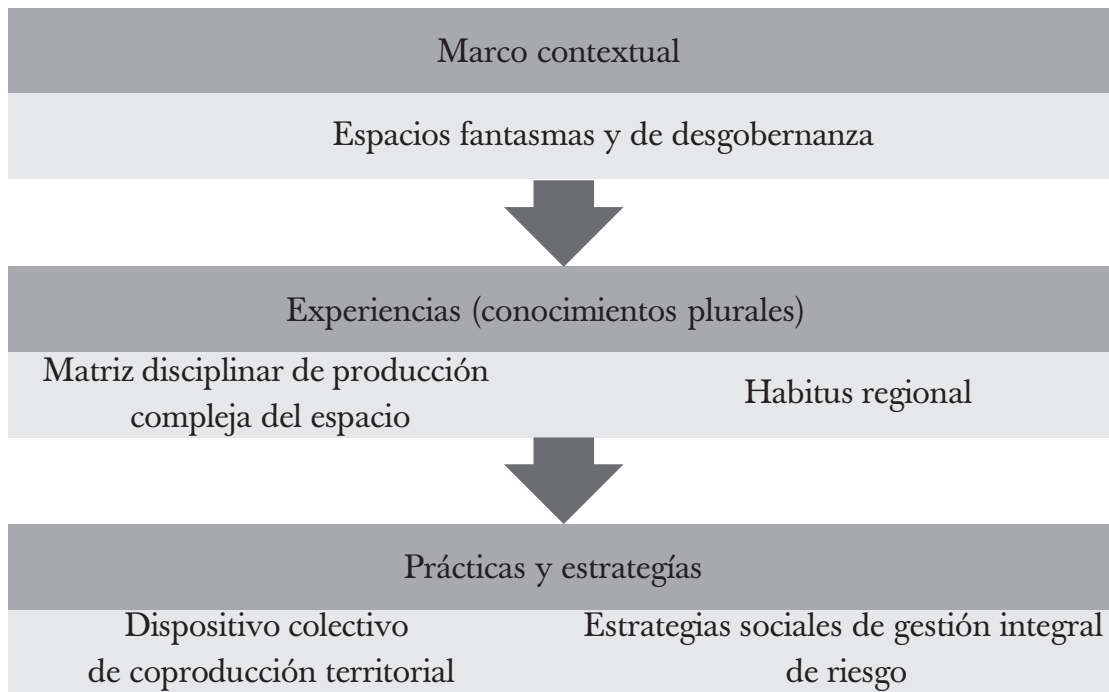 Marco contextual
Espacios fantasmas y de desgobernanza
Experiencias (conocimientos plurales)
Matriz disciplinar de producción
compleja del espacio
Habitus regional
Prácticas y estrategías
Dispositivo colectivo
de coproducción territorial
Estrategias sociales de gestión integral
de riesgo